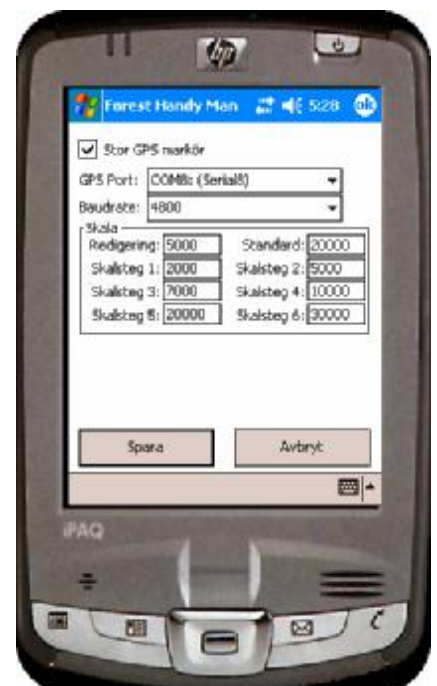 hp
Forest Handy Man 5:28 ok
Stor GPS markör
GPS Port: COM8: (Serial8)
Baudrate: 4800
Skala
Redigering: 5000 Standard: 20000
Skalsteg 1: 2000 Skalsteg 2: 5000
Skalsteg 3: 7000 Skalsteg 4: 10000
Skalsteg 5: 20000 Skalsteg 6: 30000
Spara Avbryt
iPAQ